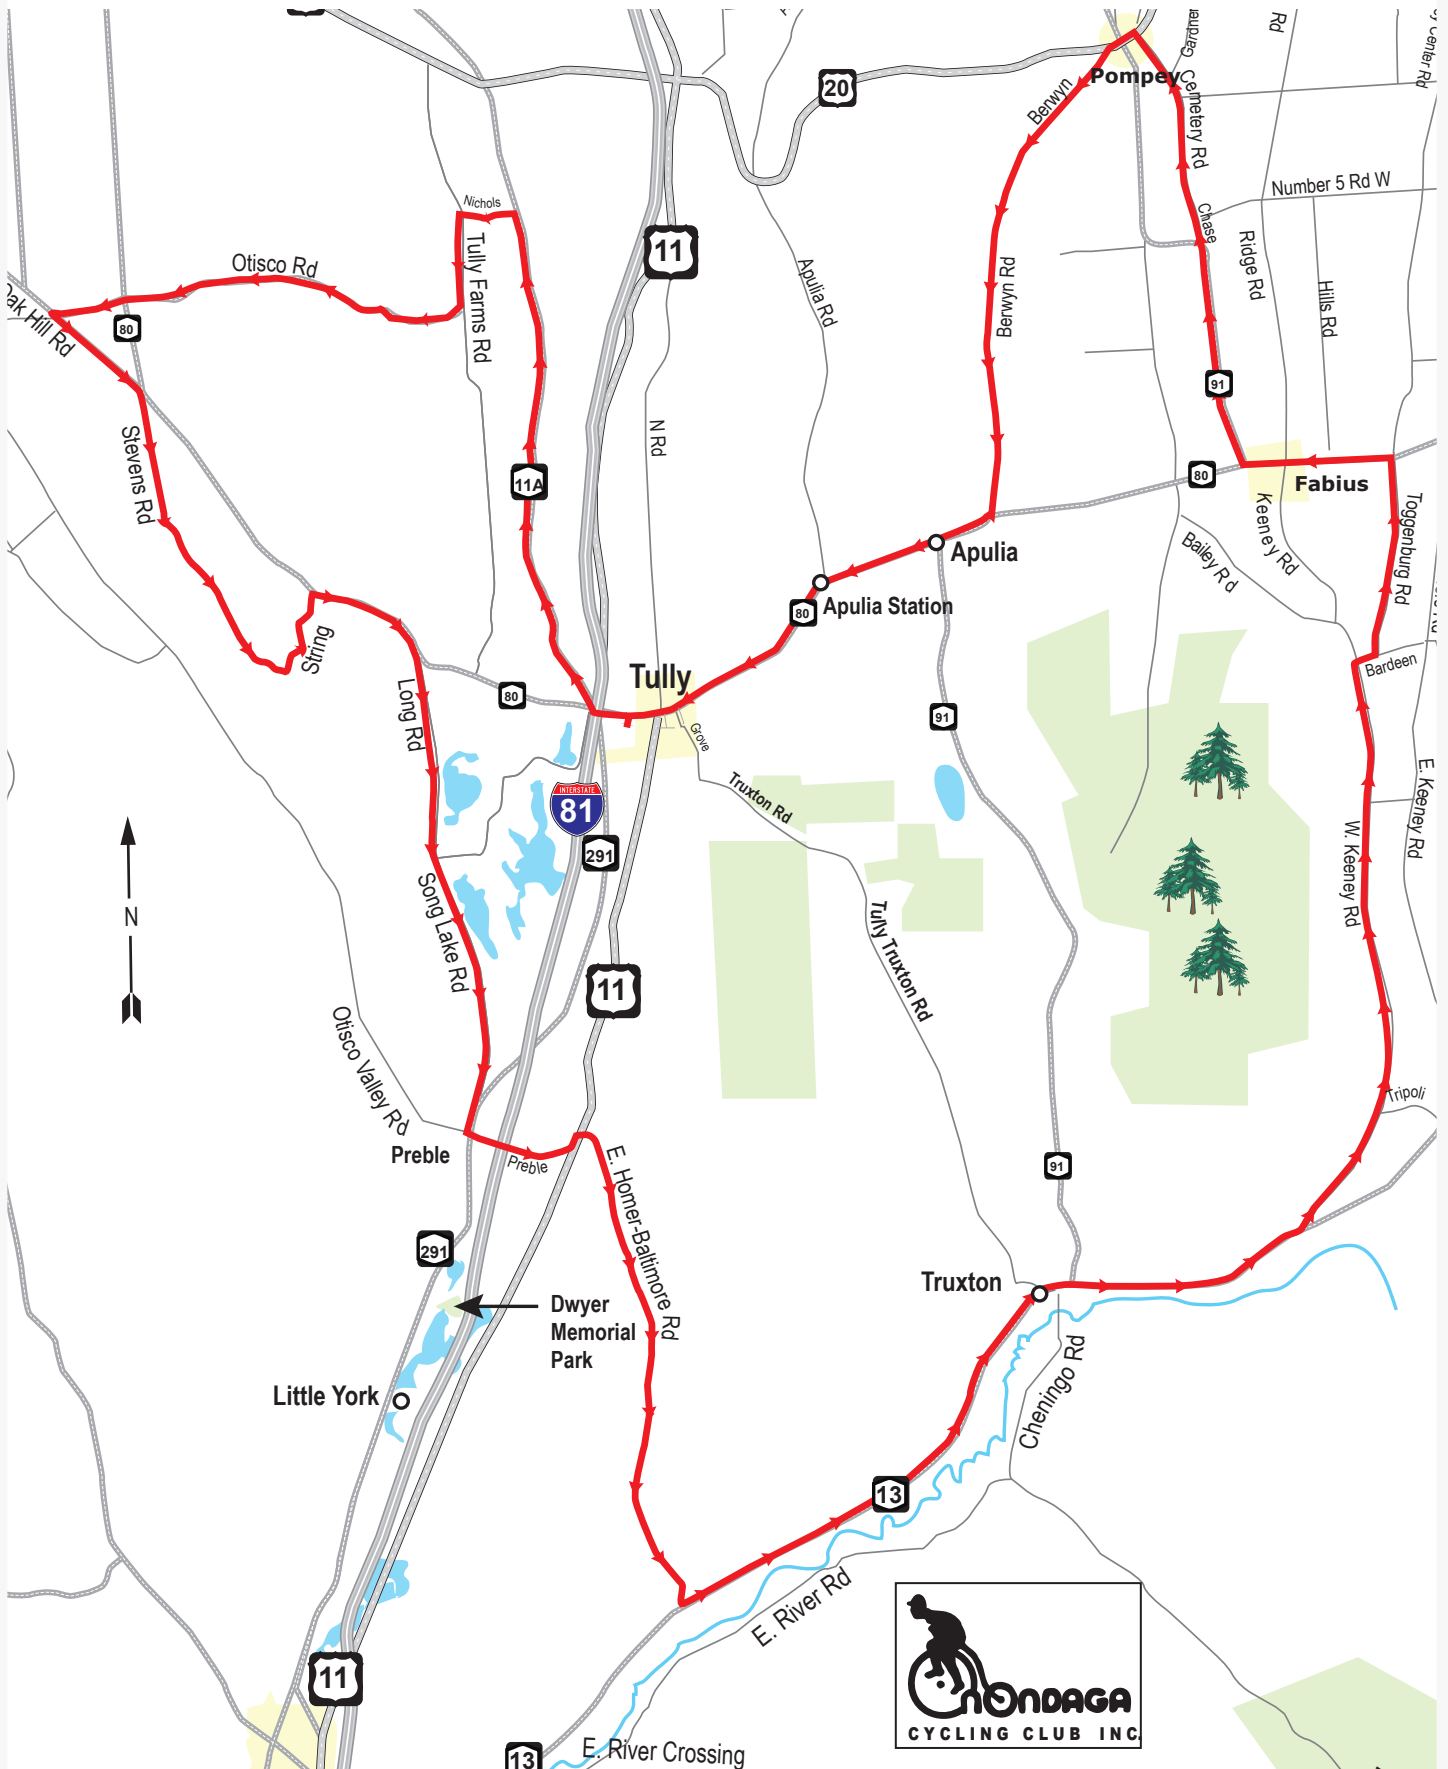 20
Pompey
Gardner
Rd
Center Rd
Berwyn
Cemetery Rd
Number 5 Rd W
Nichols
Chase
11
Otisco Rd
Tully Farms Rd
Apulia Rd
Berwyn Rd
Ridge Rd
Hills Rd
Oak Hill Rd
80
91
N Rd
Stevens Rd
11A
80
Fabius
Keeney Rd
Toggenburg Rd
Apulia
Bailey Rd
Apulia Station
80
String
Tully
Bardeen
Long Rd
80
91
Grove
Truxton Rd
INTERSTATE
81
291
E. Keeney Rd
W. Keeney Rd
N
Song Lake Rd
Tully Truxton Rd
11
Otisco Valley Rd
Tripoli
Preble
Preble
E. Homer-Baltimore Rd
91
291
Truxton
Dwyer
Memorial
Park
Little York
Cheningo Rd
13
E. River Rd
11
ONONDAGA
CYCLING CLUB INC.
13
E. River Crossing